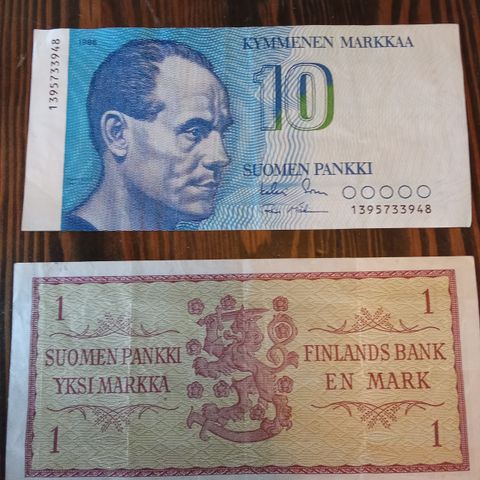 1986
KYMMENEN MARKKAA
1395733948
10
SUOMEN PANKKI
1395733948
1 1
SUOMEN PANKKI FINLANDS BANK
YKSI MARKKA EN MARK
1 1